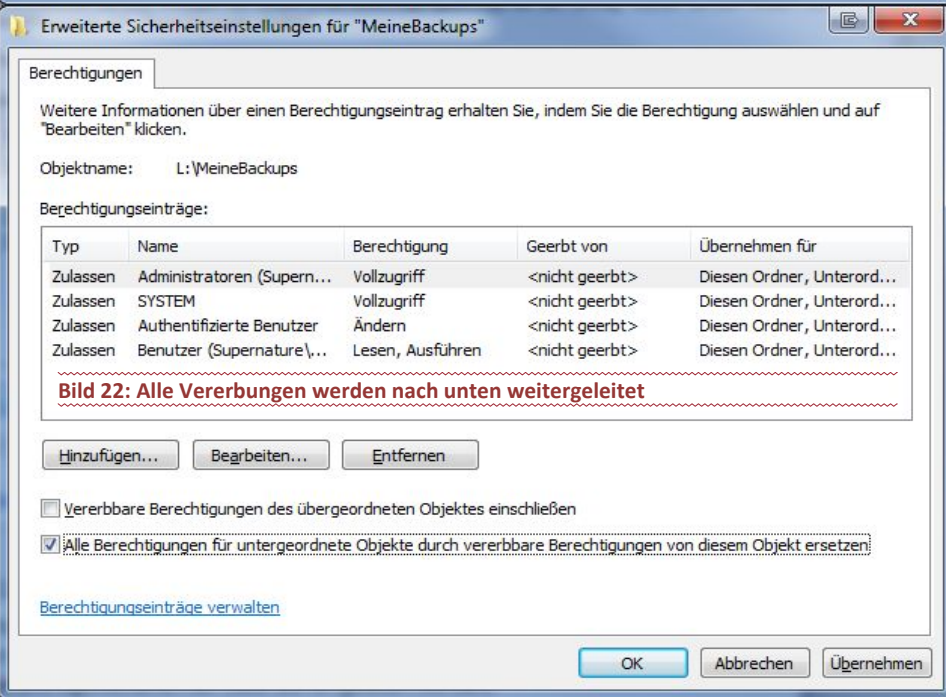 Erweiterte Sicherheitseinstellungen für "MeineBackups"
Berechtigungen
Weitere Informationen über einen Berechtigungseintrag erhalten Sie, indem Sie die Berechtigung auswählen und auf
"Bearbeiten" klicken.
Objektname: L:\MeineBackups
Berechtigungseinträge:
Typ Name Berechtigung Geerbt von Übernehmen für
Zulassen Administratoren (Supern... Vollzugriff <nicht geerbt> Diesen Ordner, Unterord...
Zulassen SYSTEM Vollzugriff <nicht geerbt> Diesen Ordner, Unterord...
Zulassen Authentifizierte Benutzer Ändern <nicht geerbt> Diesen Ordner, Unterord...
Zulassen Benutzer (Supernature\... Lesen, Ausführen <nicht geerbt> Diesen Ordner, Unterord...
Bild 22: Alle Vererbungen werden nach unten weitergeleitet
Hinzufügen... Bearbeiten... Entfernen
Vererbbare Berechtigungen des übergeordneten Objektes einschließen
Alle Berechtigungen für untergeordnete Objekte durch vererbbare Berechtigungen von diesem Objekt ersetzen
Berechtigungseinträge verwalten
OK Abbrechen Übernehmen